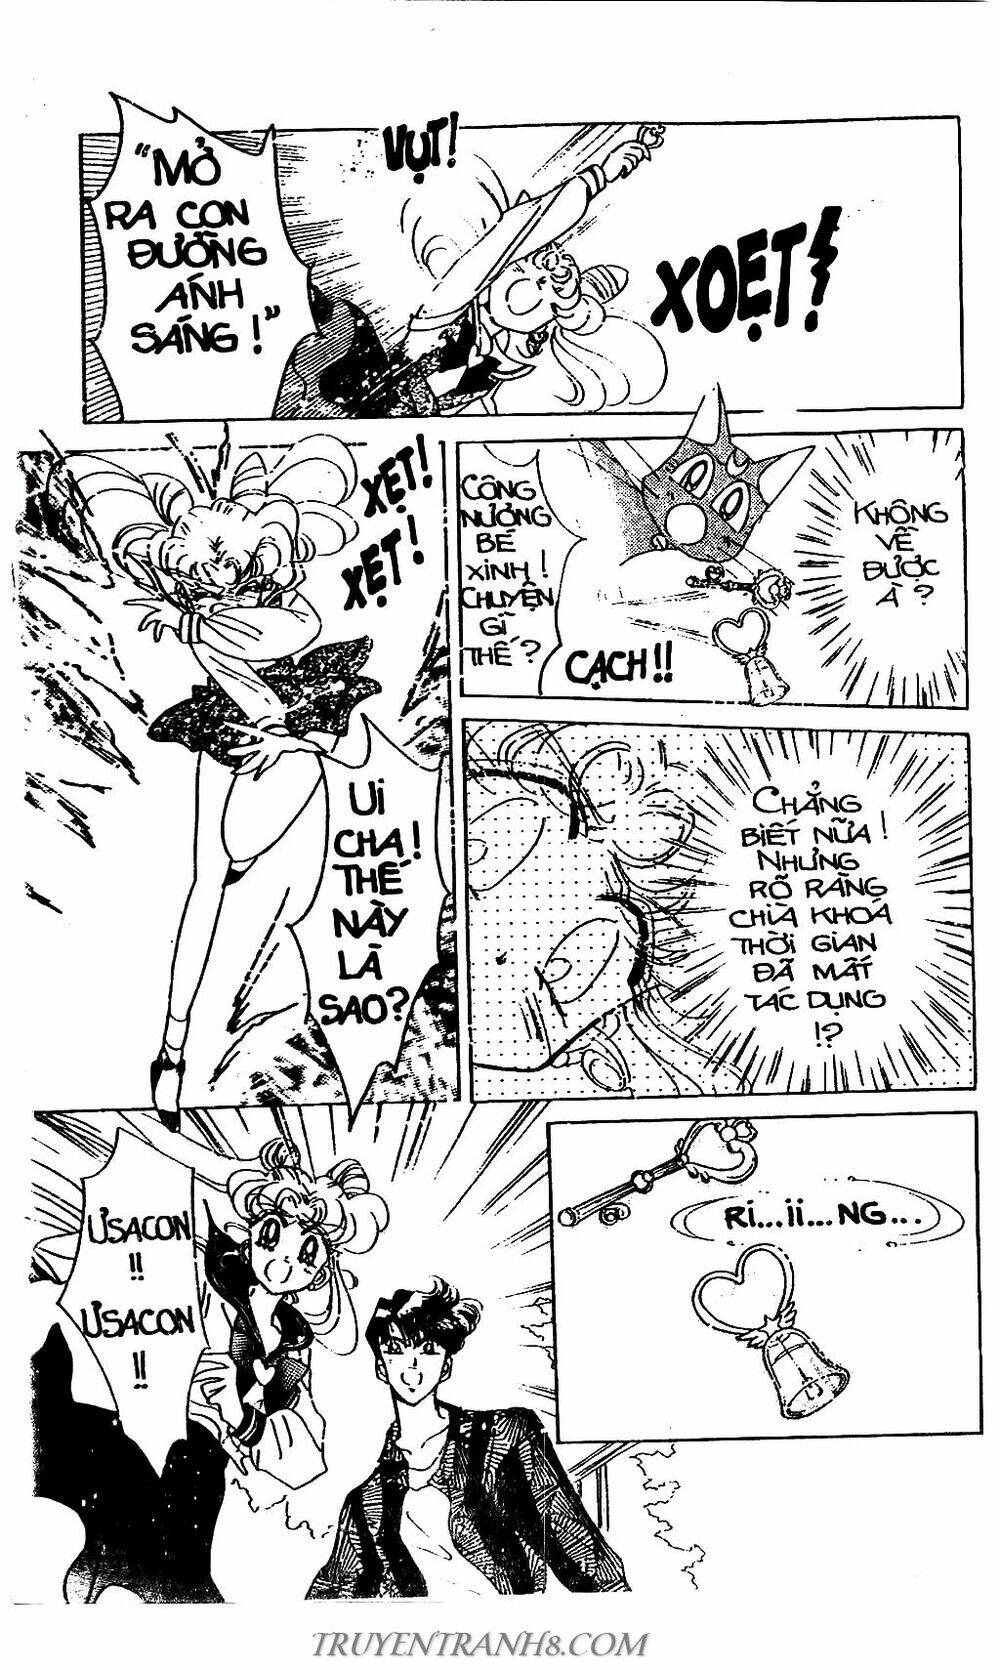 "MỞ
RA CON
ĐƯỜNG
ÁNH
SÁNG!"
VỤT!
XOẸT!
XẸT!
XẸT!
UI
CHA!
THẾ
NÀY
LÀ
SAO?
CÔNG
NƯƠNG
BÉ
XINH!
CHUYỆN
GÌ
THẾ?
CẠCH!!
KHÔNG
VỀ
ĐƯỢC
À?
CHẲNG
BIẾT NỮA!
NHƯNG
RÕ RÀNG
CHÌA KHOÁ
THỜI GIAN
ĐÃ MẤT
TÁC DỤNG
!?
ƯSACON
!!
ƯSACON
!!
RI...II...NG...
TRUYENTRANH8.COM